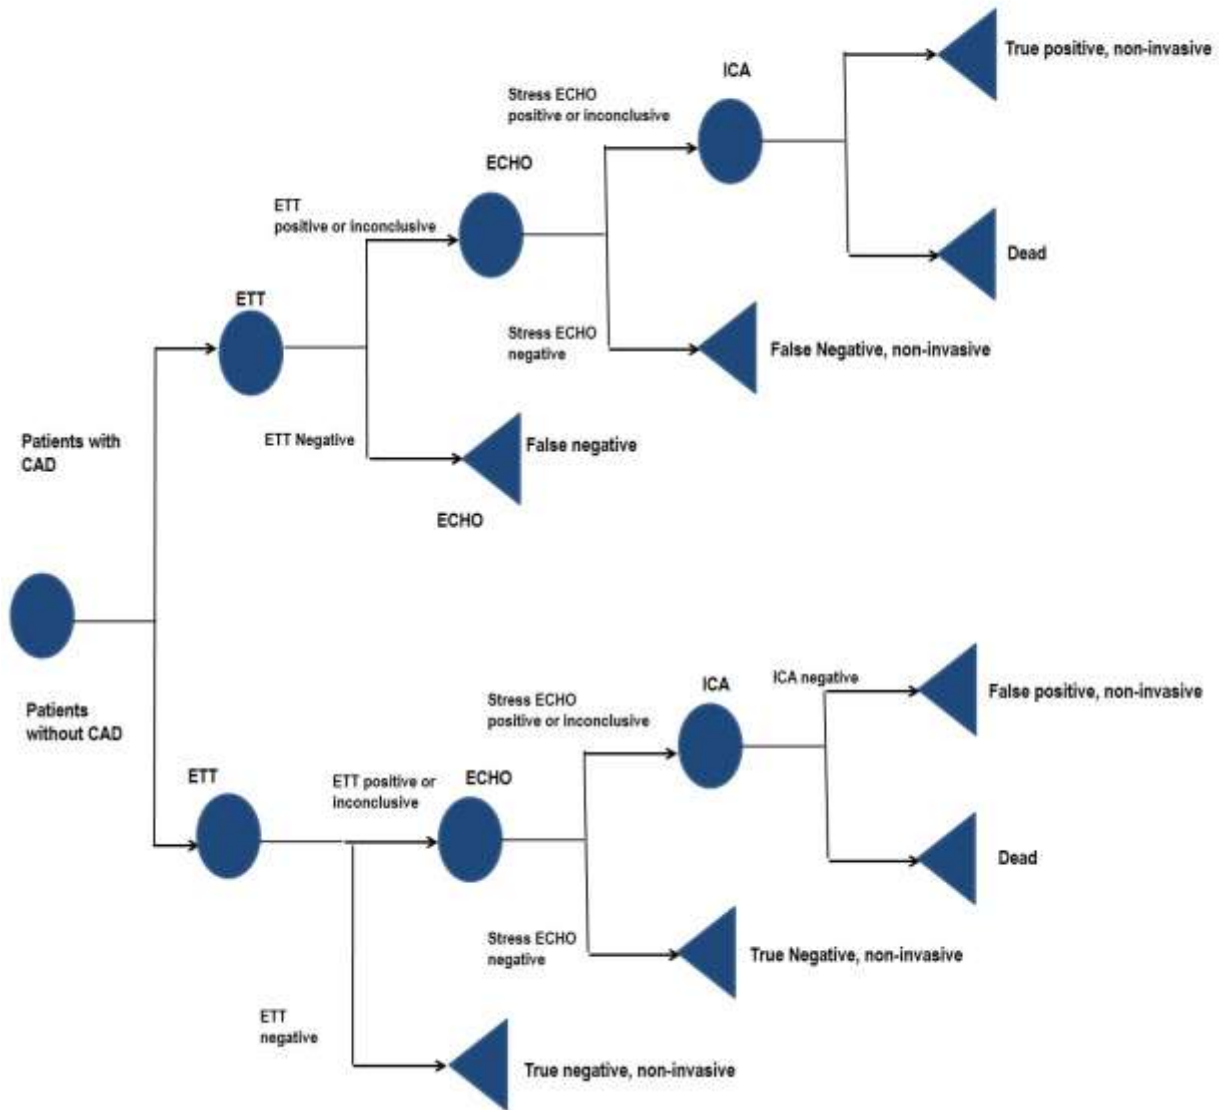 True positive, non-invasive
ICA
Stress ECHO
positive or inconclusive
ECHO
ETT
positive or inconclusive
Dead
ETT
Stress ECHO
negative
False Negative, non-invasive
Patients with
CAD
ETT Negative
False negative
ECHO
Patients
without CAD
ICA
ICA negative
False positive, non-invasive
Stress ECHO
positive or inconclusive
ETT
ETT positive or
inconclusive
ECHO
Dead
Stress ECHO
negative
True Negative, non-invasive
ETT
negative
True negative, non-invasive